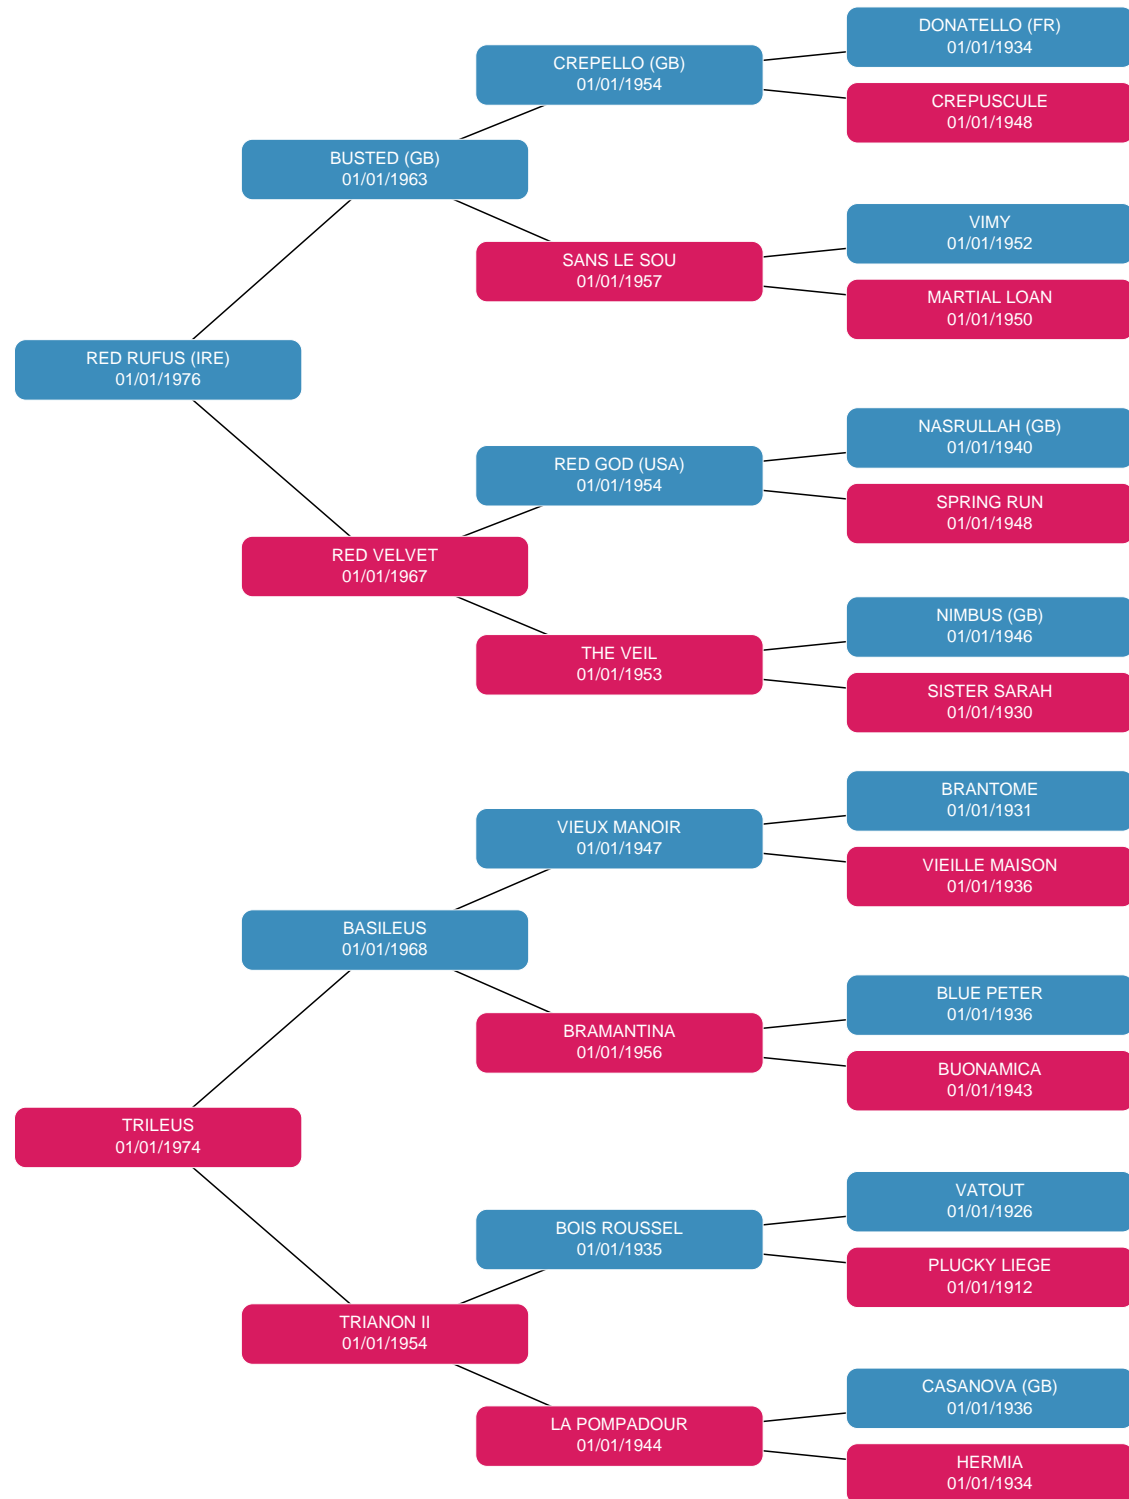 DONATELLO (FR)
01/01/1934
CREPELLO (GB)
01/01/1954
CREPUSCULE
01/01/1948
BUSTED (GB)
01/01/1963
VIMY
01/01/1952
SANS LE SOU
01/01/1957
MARTIAL LOAN
01/01/1950
RED RUFUS (IRE)
01/01/1976
NASRULLAH (GB)
01/01/1940
RED GOD (USA)
01/01/1954
SPRING RUN
01/01/1948
RED VELVET
01/01/1967
NIMBUS (GB)
01/01/1946
THE VEIL
01/01/1953
SISTER SARAH
01/01/1930
BRANTOME
01/01/1931
VIEUX MANOIR
01/01/1947
VIEILLE MAISON
01/01/1936
BASILEUS
01/01/1968
BLUE PETER
01/01/1936
BRAMANTINA
01/01/1956
BUONAMICA
01/01/1943
TRILEUS
01/01/1974
VATOUT
01/01/1926
BOIS ROUSSEL
01/01/1935
PLUCKY LIEGE
01/01/1912
TRIANON II
01/01/1954
CASANOVA (GB)
01/01/1936
LA POMPADOUR
01/01/1944
HERMIA
01/01/1934